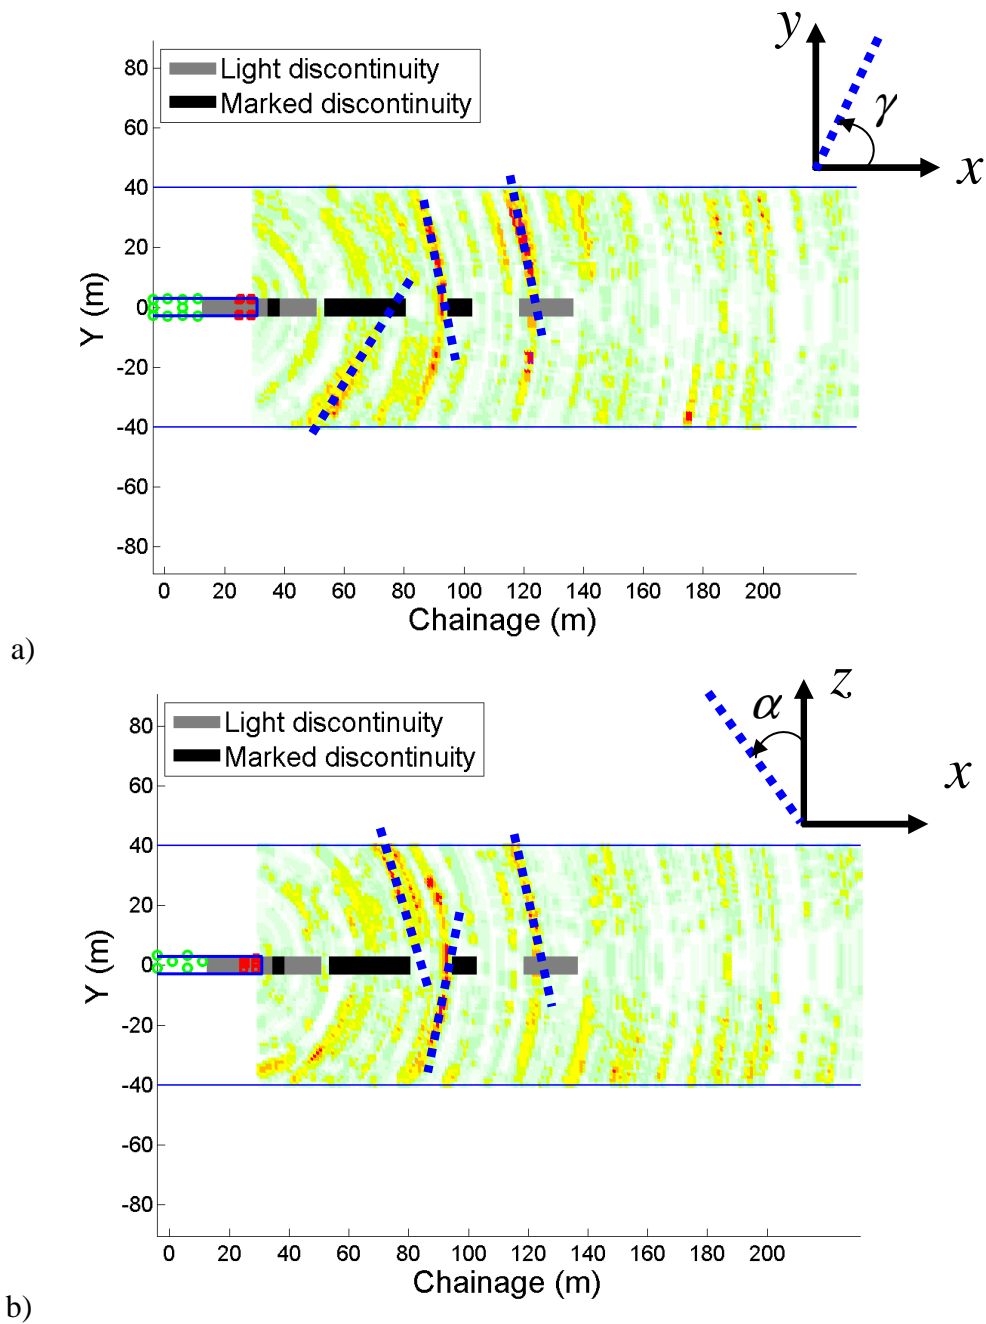 y
80
Light discontinuity
Marked discontinuity
60
γ
x
40
20
0
-20
-40
-60
-80
Y (m)
0 20 40 60 80 100 120 140 160 180 200
Chainage (m)
a)
z
80
Light discontinuity
Marked discontinuity
α
x
60
40
20
0
-20
-40
-60
-80
Y (m)
0 20 40 60 80 100 120 140 160 180 200
Chainage (m)
b)